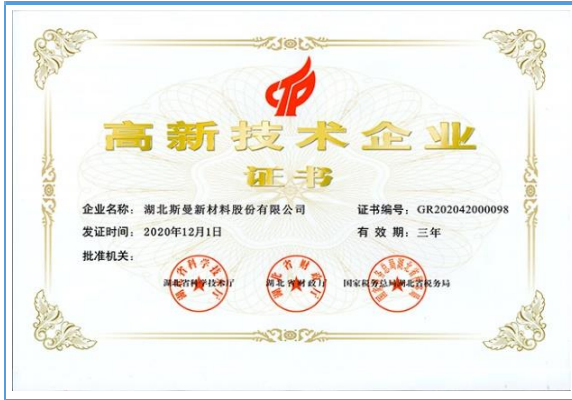 高新技术企业
证书
企业名称：湖北斯曼新材料股份有限公司
证书编号：GR202042000098
发证时间：2020年12月1日
有 效 期：三年
批准机关：
湖北省科学技术厅
湖北省财政厅
国家税务总局湖北省税务局